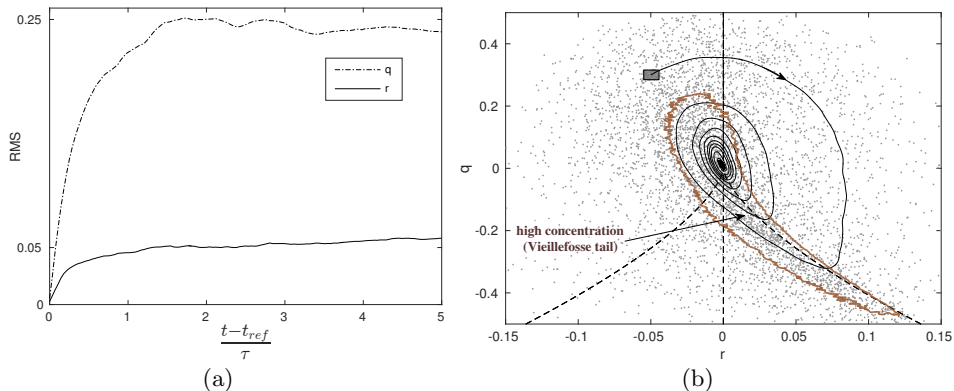 0.25
0.05
0
RMS
q
r
0 1 2 3 4 5
t−t_ref
τ
(a)
0.4
0.2
0
-0.2
-0.4
q
high concentration
(Vieillefosse tail)
-0.15 -0.1 -0.05 0 0.05 0.1 0.15
r
(b)